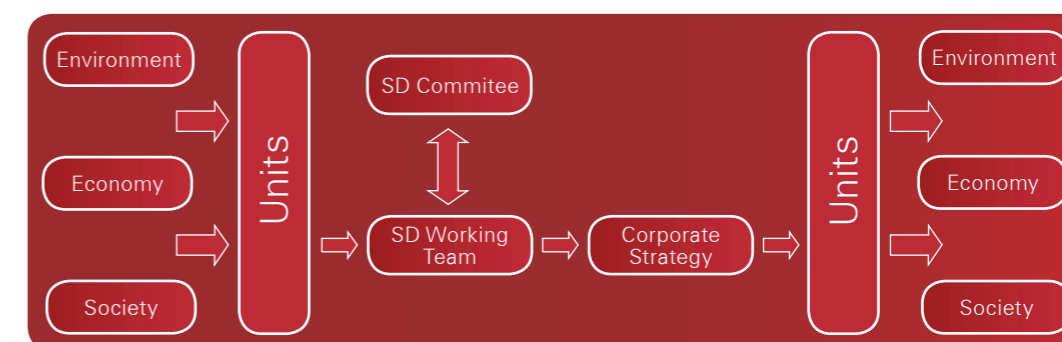 Environment
Economy
Society
Units
SD Commitee
SD Working
Team
Corporate
Strategy
Units
Environment
Economy
Society